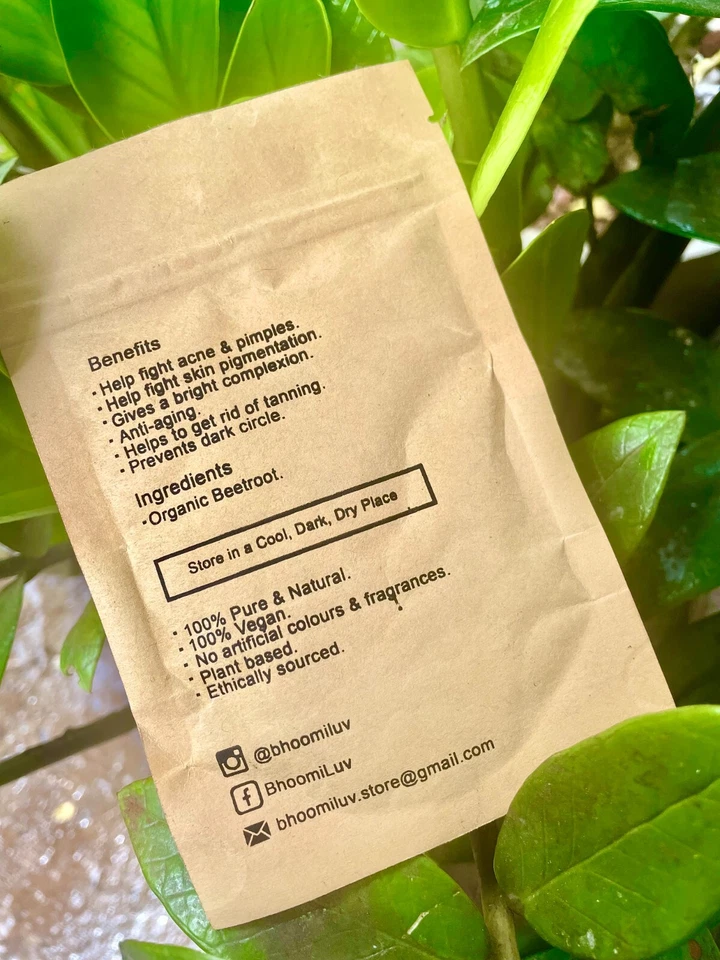 Benefits
· Help fight acne & pimples.
· Help fight skin pigmentation.
· Gives a bright complexion.
· Anti-aging.
· Helps to get rid of tanning.
· Prevents dark circle.
Ingredients
·Organic Beetroot.
Store in a Cool, Dark, Dry Place
· 100% Pure & Natural.
· 100% Vegan.
· No artificial colours & fragrances.
· Plant based.
· Ethically sourced.
@bhoomiluv
BhoomiLuv
bhoomiluv.store@gmail.com